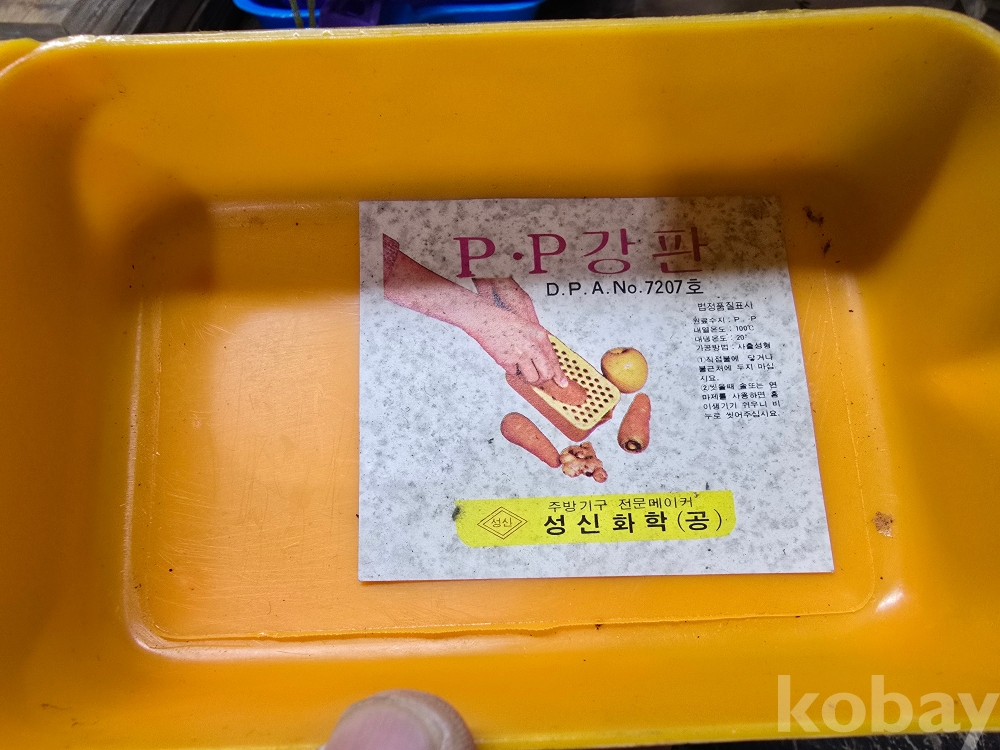 P·P강판
D.P.A.No.7207호
법정품질표시
원료수지 : P. P
내열온도 : 100℃
내냉온도 : 20°
가공방법 : 사출성형
①직접불에 닿거나
불근처에 두지 마십
시요.
②씻을때 솔또는 연
마제를 사용하면 흠
이생기기 쉬우니 비
누로 씻어주십시요.
주방기구 전문메이커
성신
성신화학(공)
kobay